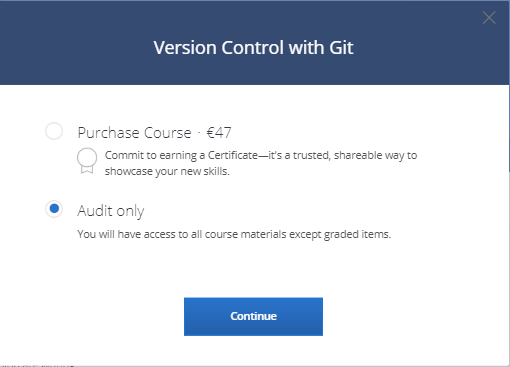 Version Control with Git
Purchase Course · €47
Commit to earning a Certificate—it's a trusted, shareable way to
showcase your new skills.
Audit only
You will have access to all course materials except graded items.
Continue